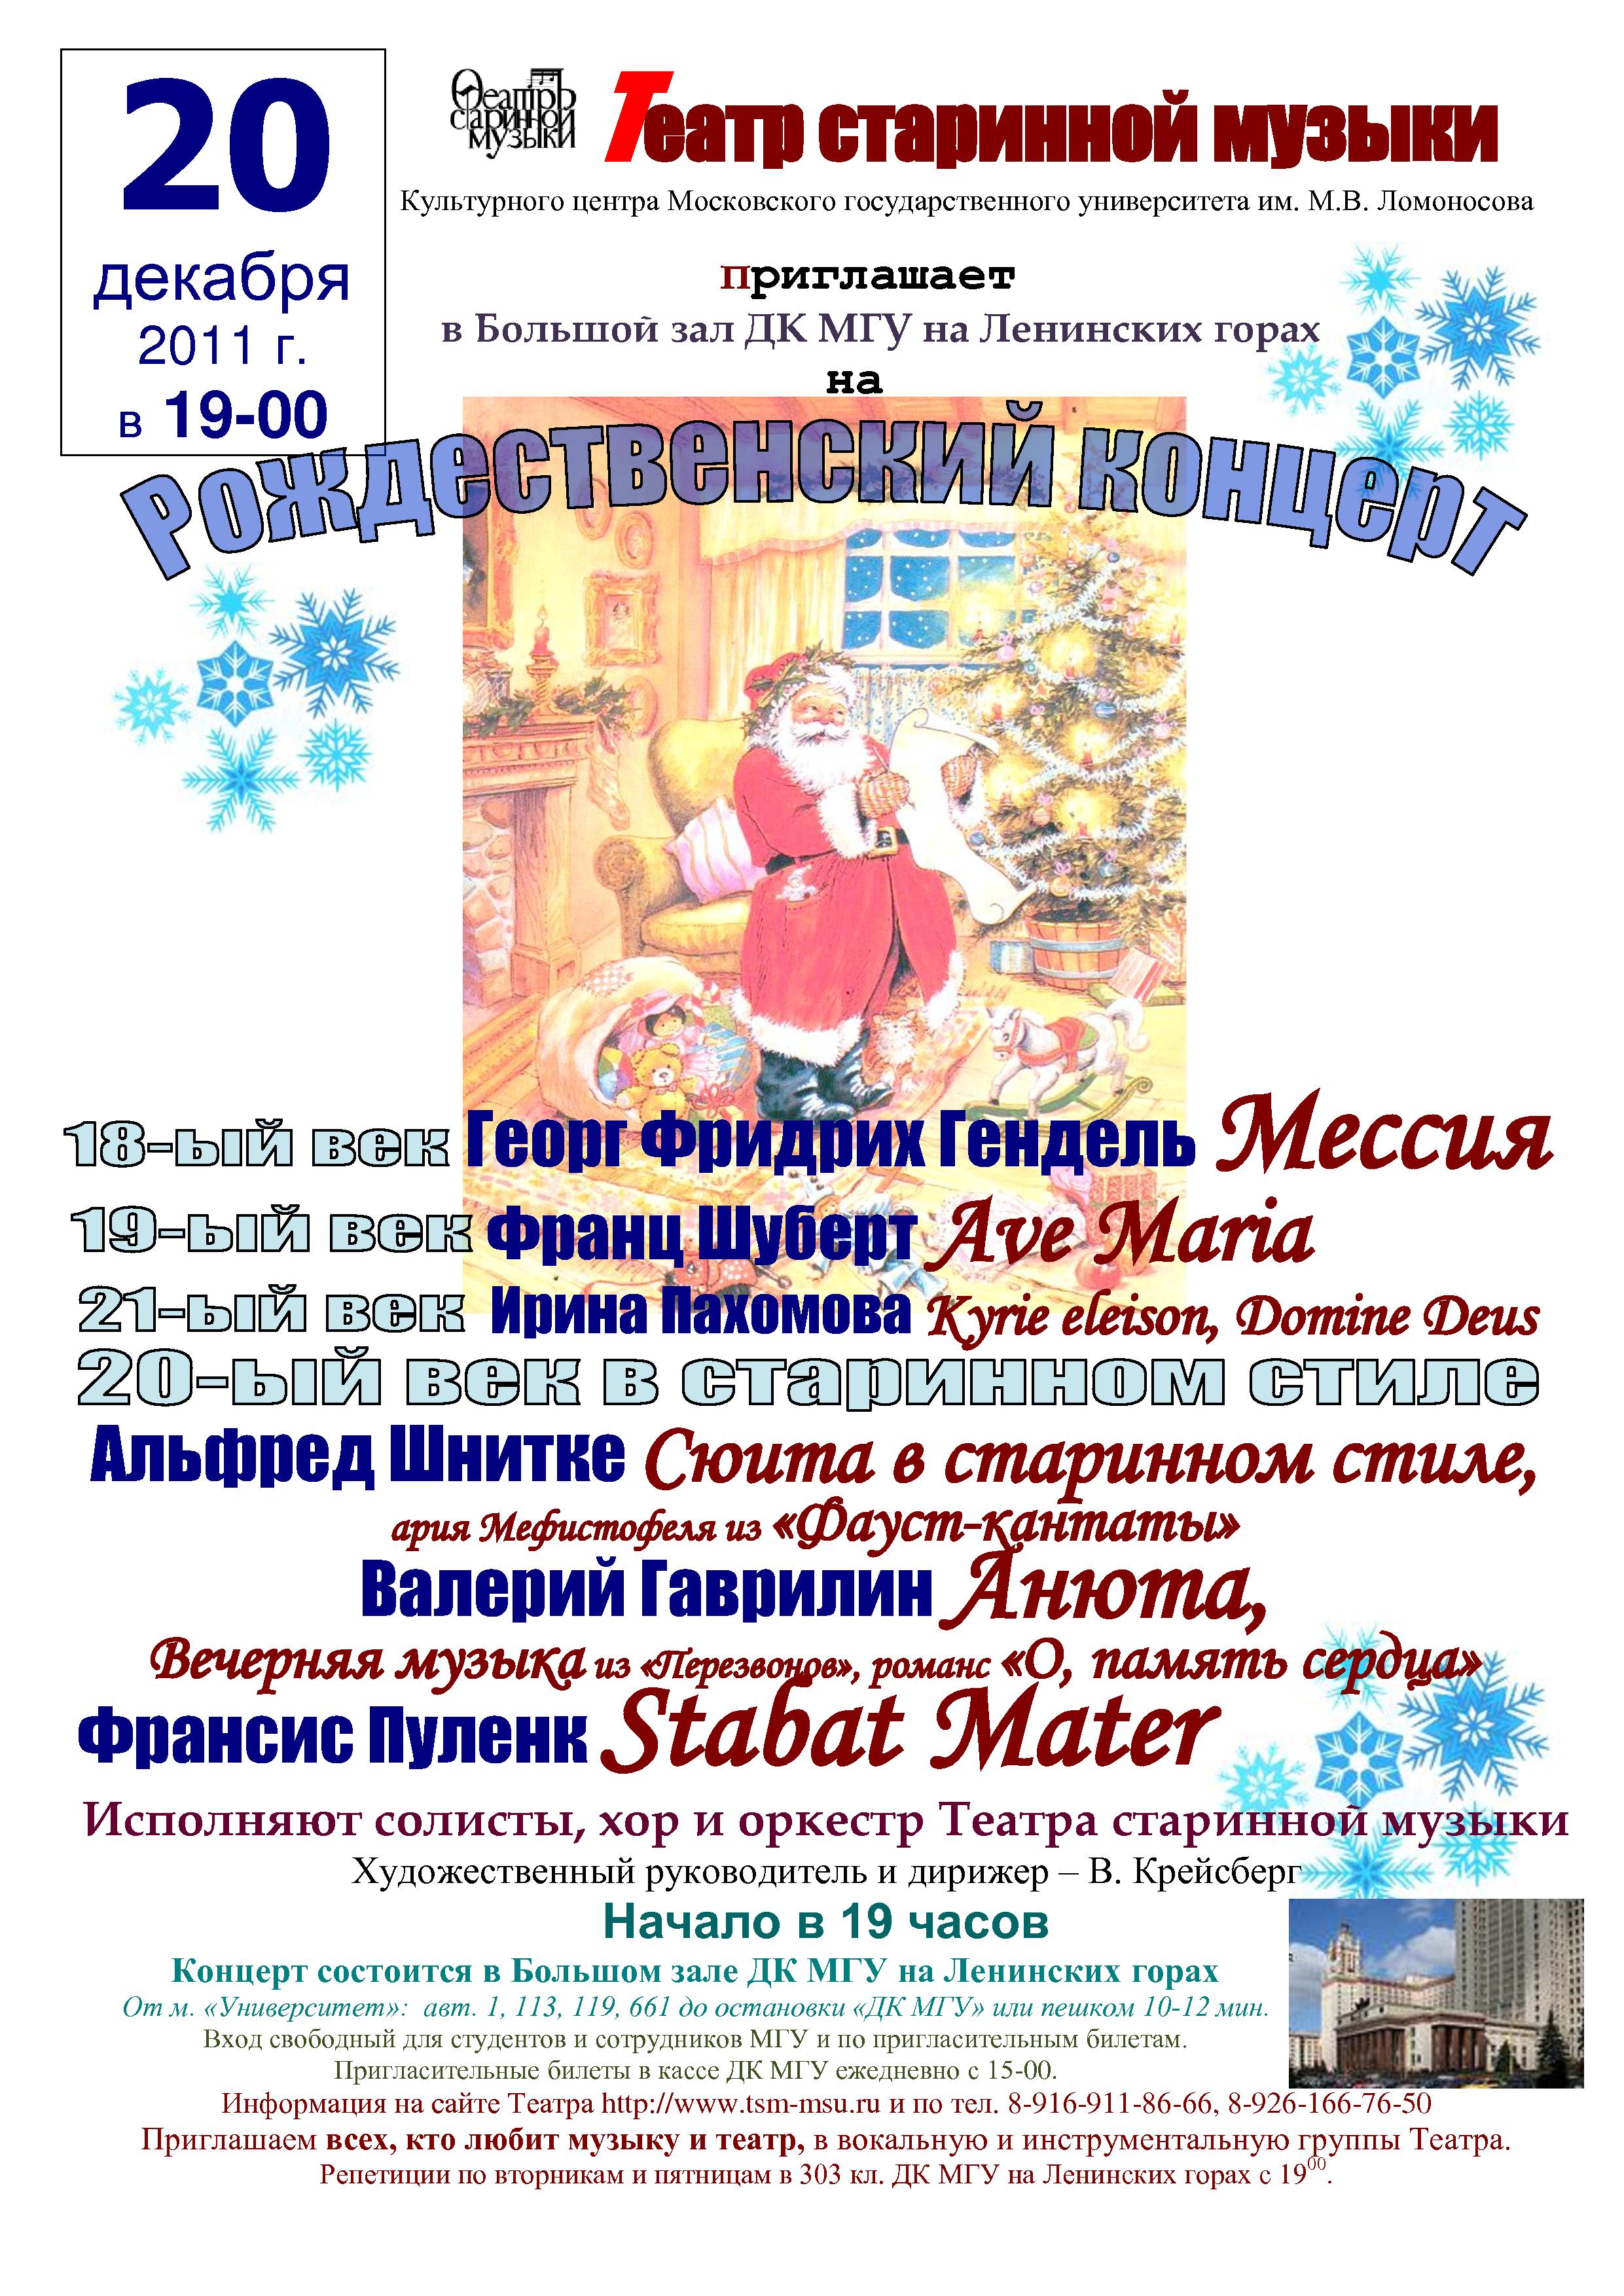 20
декабря
2011 г.
в 19-00
Театръ
старинной
музыки
Театр старинной музыки
Культурного центра Московского государственного университета им. М.В. Ломоносова
приглашает
в Большой зал ДК МГУ на Ленинских горах
на
Рождественский концерт
18-ый век Георг Фридрих Гендель Мессия
19-ый век Франц Шуберт Ave Maria
21-ый век Ирина Пахомова Kyrie eleison, Domine Deus
20-ый век в старинном стиле
Альфред Шнитке Сюита в старинном стиле,
ария Мефистофеля из «Фауст-кантаты»
Валерий Гаврилин Анюта,
Вечерняя музыка из «Перезвонов», романс «О, память сердца»
Франсис Пуленк Stabat Mater
Исполняют солисты, хор и оркестр Театра старинной музыки
Художественный руководитель и дирижер – В. Крейсберг
Начало в 19 часов
Концерт состоится в Большом зале ДК МГУ на Ленинских горах
От м. «Университет»: авт. 1, 113, 119, 661 до остановки «ДК МГУ» или пешком 10-12 мин.
Вход свободный для студентов и сотрудников МГУ и по пригласительным билетам.
Пригласительные билеты в кассе ДК МГУ ежедневно с 15-00.
Информация на сайте Театра http://www.tsm-msu.ru и по тел. 8-916-911-86-66, 8-926-166-76-50
Приглашаем всех, кто любит музыку и театр, в вокальную и инструментальную группы Театра.
Репетиции по вторникам и пятницам в 303 кл. ДК МГУ на Ленинских горах с 19⁰⁰.